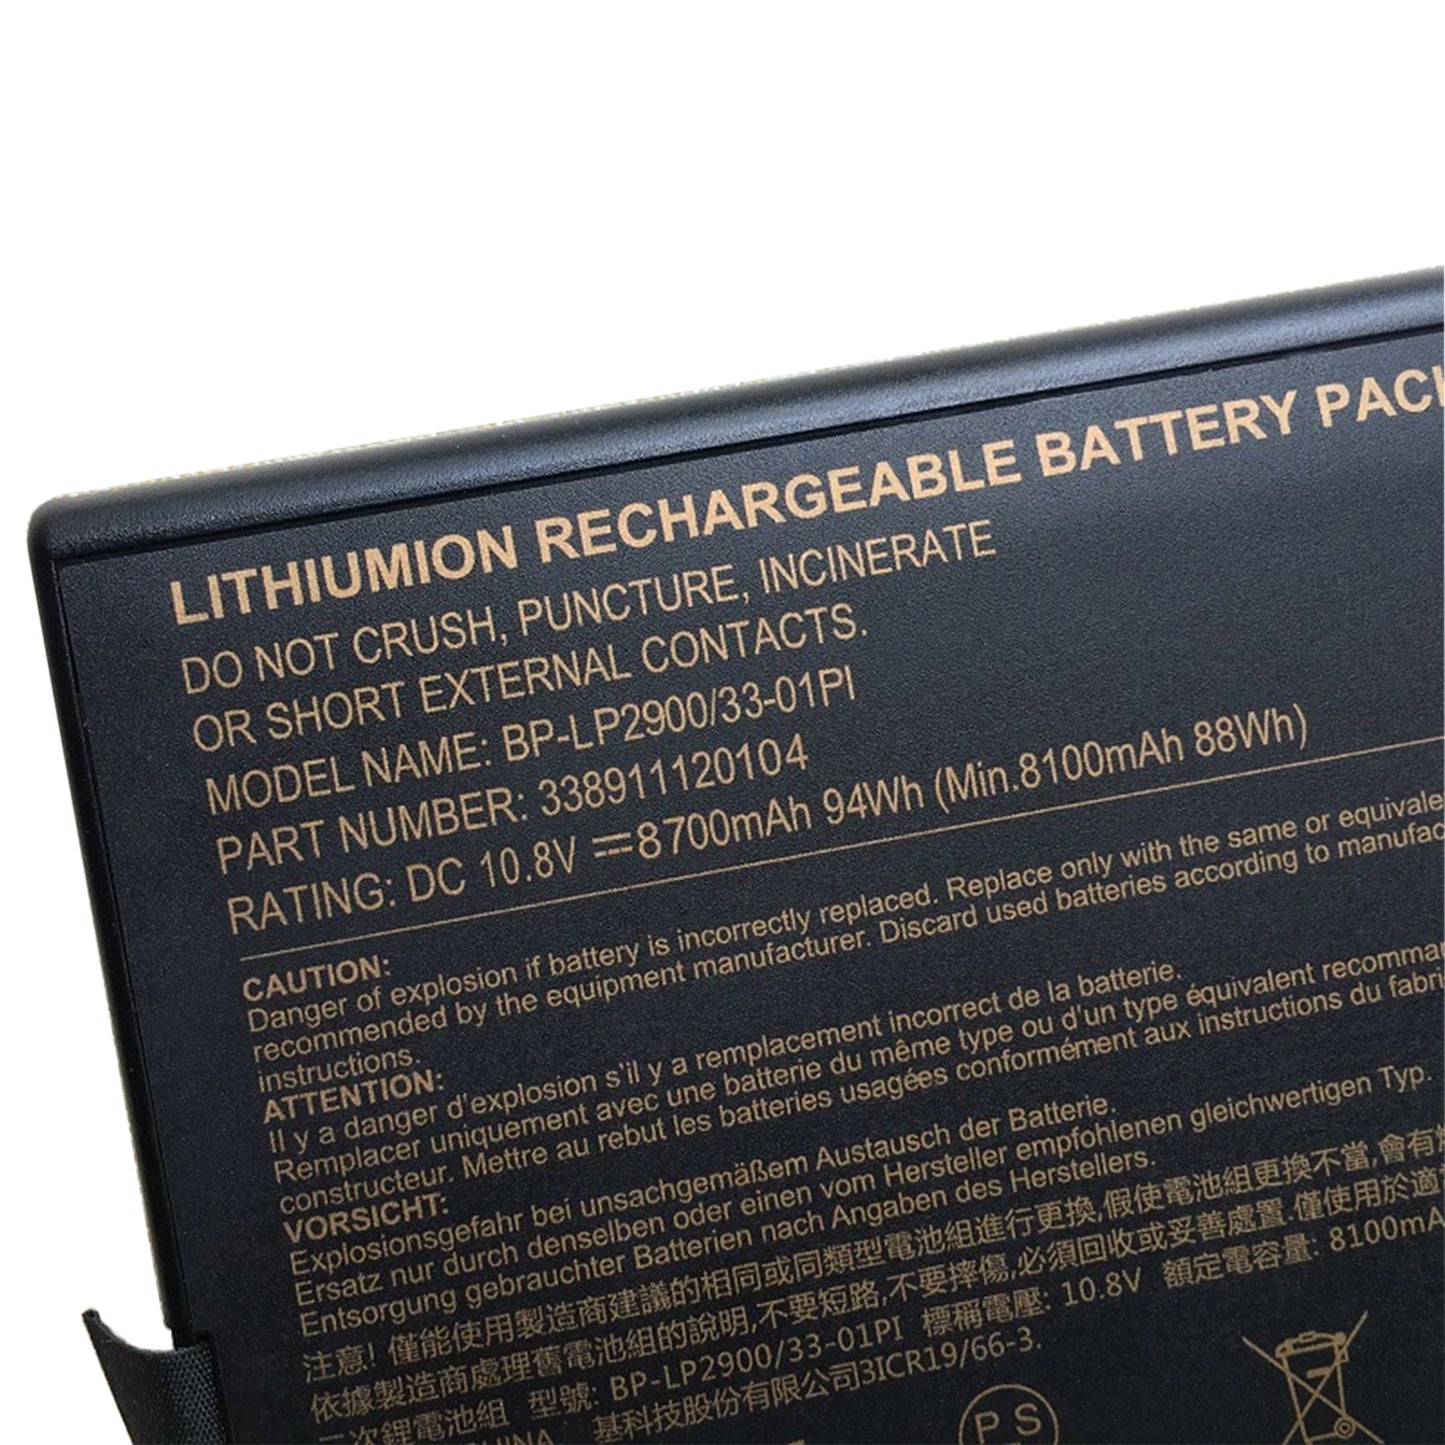 LITHIUMION RECHARGEABLE BATTERY PAC
DO NOT CRUSH, PUNCTURE, INCINERATE
OR SHORT EXTERNAL CONTACTS.
MODEL NAME: BP-LP2900/33-01PI
PART NUMBER: 338911120104
RATING: DC 10.8V ⎓8700mAh 94Wh (Min.8100mAh 88Wh)
CAUTION:
Danger of explosion if battery is incorrectly replaced. Replace only with the same or equivale
recommended by the equipment manufacturer. Discard used batteries according to manufac
instructions.
ATTENTION:
Il y a danger d'explosion s'il y a remplacement incorrect de la batterie.
Remplacer uniquement avec une batterie du même type ou d'un type équivalent recomma
constructeur. Mettre au rebut les batteries usagées conformément aux instructions du fabri
VORSICHT:
Explosionsgefahr bei unsachgemäßem Austausch der Batterie.
Ersatz nur durch denselben oder einen vom Hersteller empfohlenen gleichwertigen Typ.
Entsorgung gebrauchter Batterien nach Angaben des Herstellers.
注意! 僅能使用製造商建議的相同或同類型電池組進行更換,假使電池組更換不當,會有
依據製造商處理舊電池組的說明,不要短路,不要摔傷,必須回收或妥善處置.僅使用於適
二次鋰電池組 型號: BP-LP2900/33-01PI 標稱電壓: 10.8V 額定電容量: 8100mA
基科技股份有限公司3ICR19/66-3.
CHINA
PS